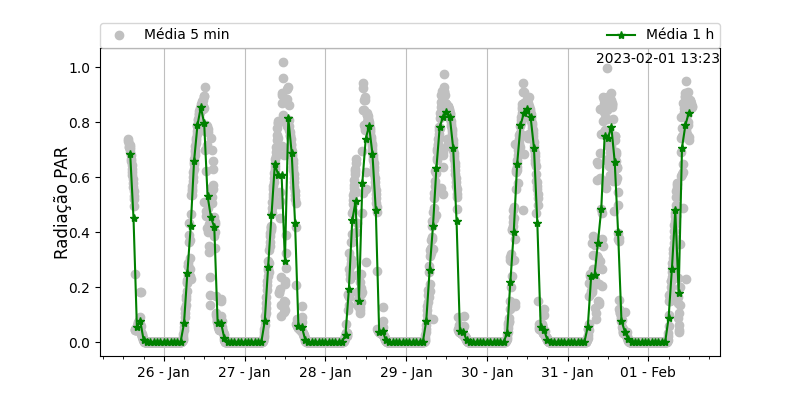 Média 5 min
Média 1 h
2023-02-01 13:23
Radiação PAR
1.0
0.8
0.6
0.4
0.2
0.0
26 - Jan
27 - Jan
28 - Jan
29 - Jan
30 - Jan
31 - Jan
01 - Feb